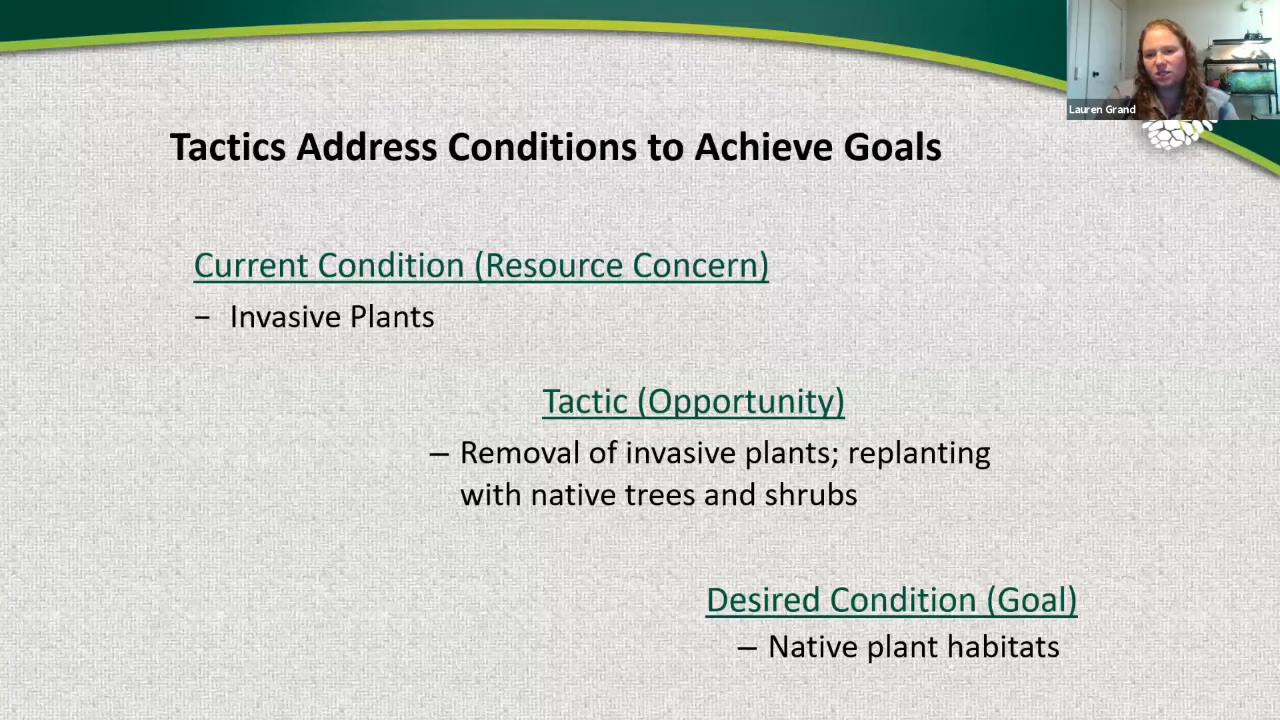 Lauren Grand
Tactics Address Conditions to Achieve Goals
Current Condition (Resource Concern)
− Invasive Plants
Tactic (Opportunity)
– Removal of invasive plants; replanting
with native trees and shrubs
Desired Condition (Goal)
– Native plant habitats